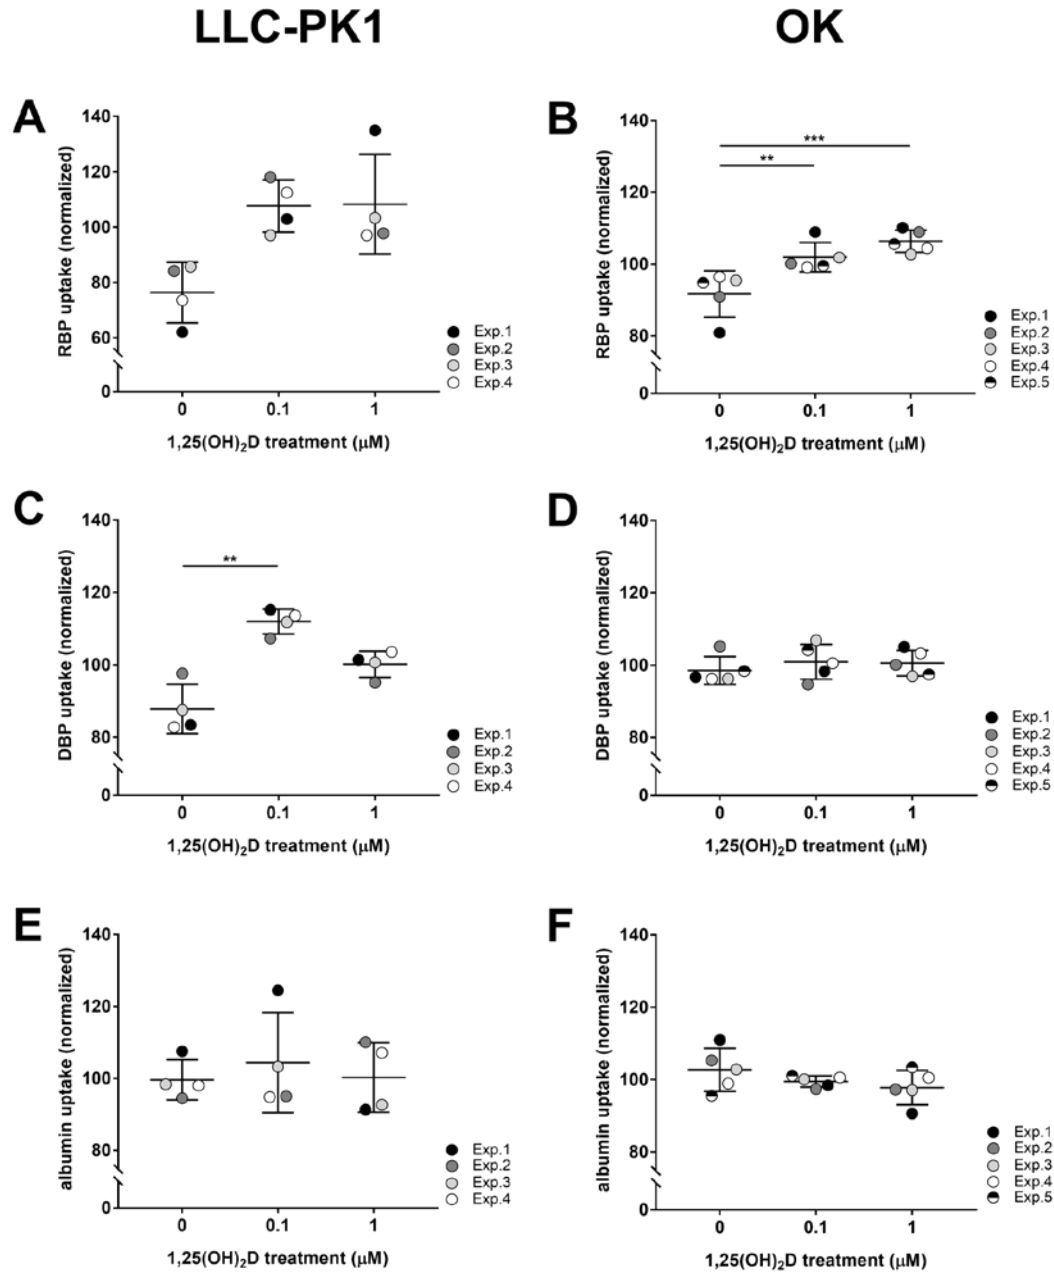 LLC-PK1
OK
A
140
120
100
80
60
0
RBP uptake (normalized)
0
0.1
1
1,25(OH)₂D treatment (μM)
Exp.1
Exp.2
Exp.3
Exp.4
B
140
120
100
80
0
RBP uptake (normalized)
***
**
0
0.1
1
1,25(OH)₂D treatment (μM)
Exp.1
Exp.2
Exp.3
Exp.4
Exp.5
C
140
120
100
80
0
DBP uptake (normalized)
**
0
0.1
1
1,25(OH)₂D treatment (μM)
Exp.1
Exp.2
Exp.3
Exp.4
D
140
120
100
80
0
DBP uptake (normalized)
0
0.1
1
1,25(OH)₂D treatment (μM)
Exp.1
Exp.2
Exp.3
Exp.4
Exp.5
E
140
120
100
80
0
albumin uptake (normalized)
0
0.1
1
1,25(OH)₂D treatment (μM)
Exp.1
Exp.2
Exp.3
Exp.4
F
140
120
100
80
0
albumin uptake (normalized)
0
0.1
1
1,25(OH)₂D treatment (μM)
Exp.1
Exp.2
Exp.3
Exp.4
Exp.5